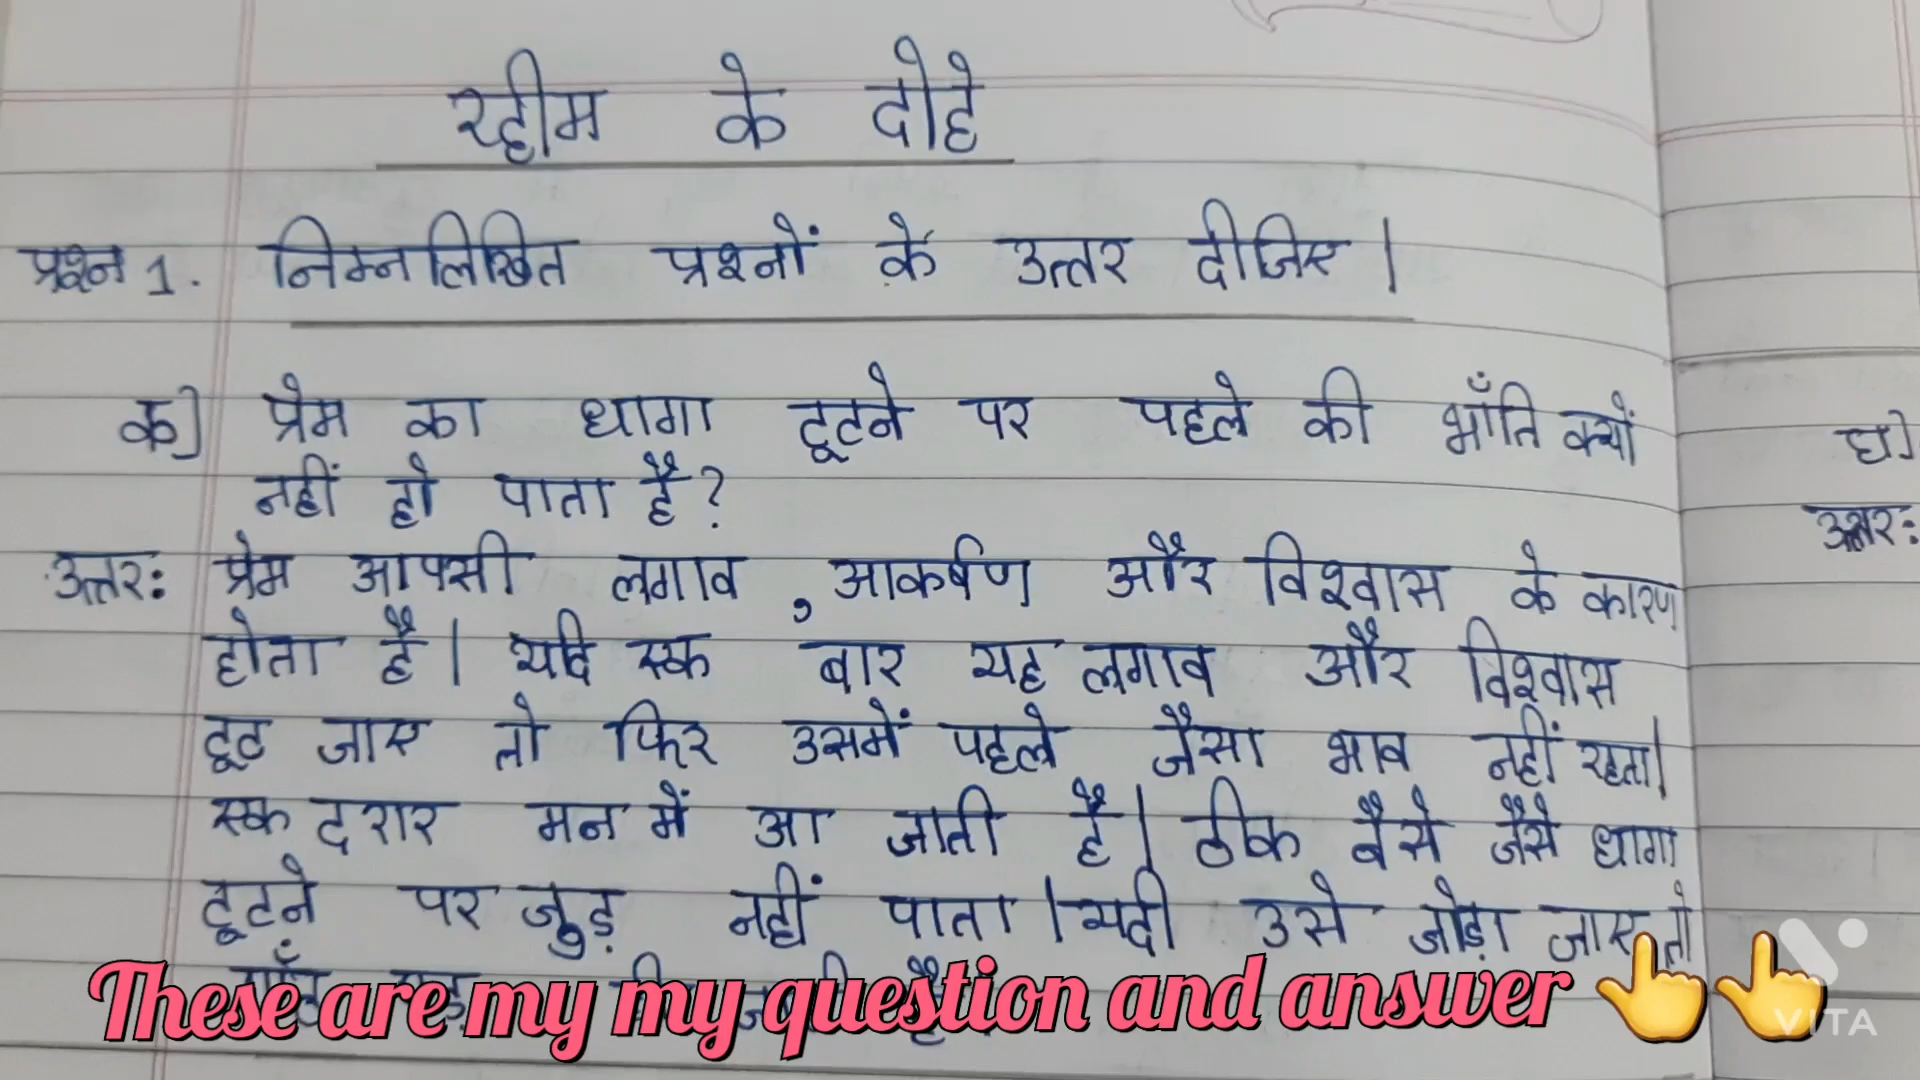 रहीम के दोहे
प्रश्न 1. निम्नलिखित प्रश्नों के उत्तर दीजिए।
क) प्रेम का धागा टूटने पर पहले की भाँति क्यों
नहीं हो पाता है?
उत्तर: प्रेम आपसी लगाव, आकर्षण और विश्वास के कारण
होता है। यदि एक बार यह लगाव और विश्वास
टूट जाए तो फिर उसमें पहले जैसा भाव नहीं रहता।
एक दरार मन में आ जाती है। ठीक वैसे जैसे धागा
टूटने पर जुड़ नहीं पाता। यदी उसे जोड़ा जाए तो
These are my my question and answer
घ)
उत्तर:
VITA